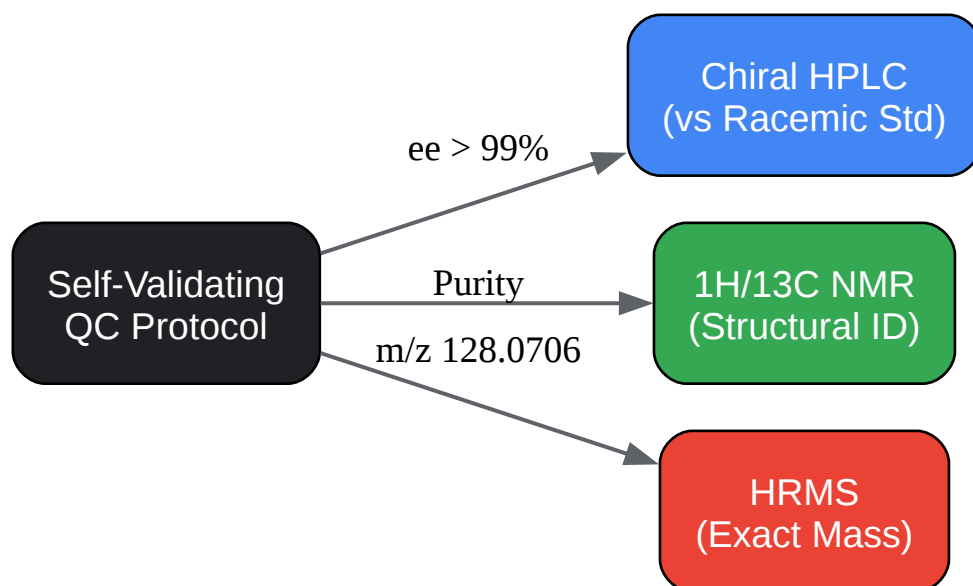 Chiral HPLC
(vs Racemic Std)
ee > 99%
Self-Validating
QC Protocol
Purity
1H/13C NMR
(Structural ID)
m/z 128.0706
HRMS
(Exact Mass)